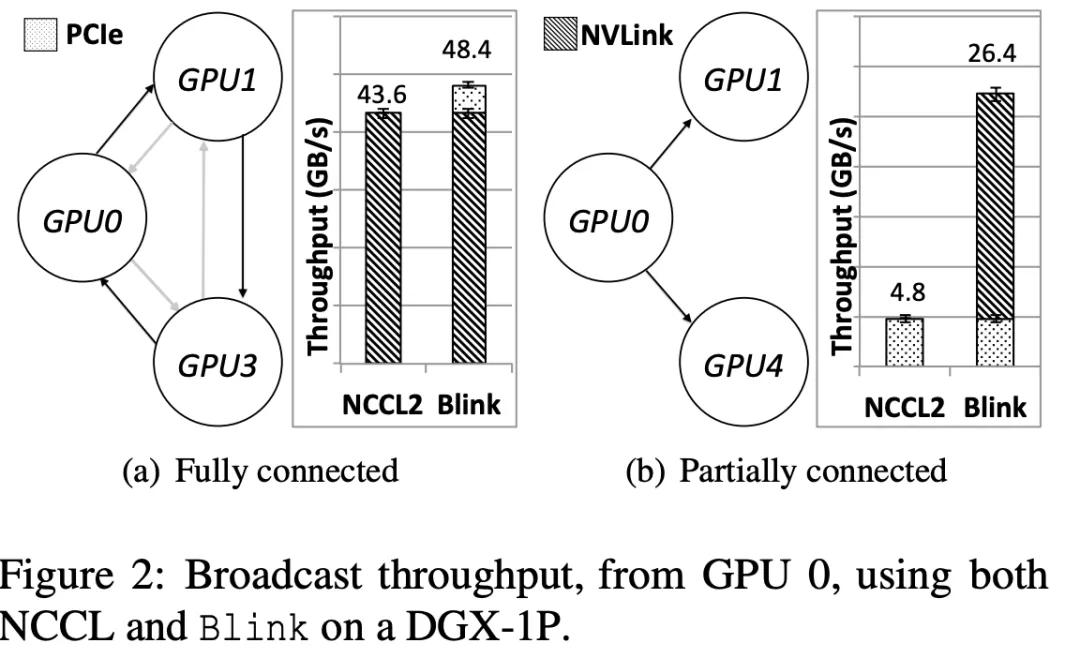 PCIe
GPU1
GPU0
GPU3
Throughput (GB/s)
43.6
48.4
NCCL2 Blink
(a) Fully connected
NVLink
GPU1
GPU0
GPU4
Throughput (GB/s)
4.8
26.4
NCCL2 Blink
(b) Partially connected
Figure 2: Broadcast throughput, from GPU 0, using both
NCCL and Blink on a DGX-1P.